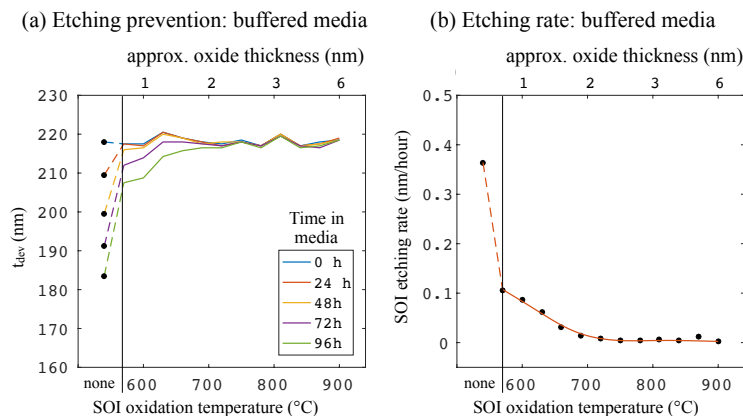 (a) Etching prevention: buffered media
approx. oxide thickness (nm)
1 2 3 6
230
220
210
200
190
180
170
160
t_dev (nm)
Time in
media
0 h
24 h
48h
72h
96h
none 600 700 800 900
SOI oxidation temperature (°C)
(b) Etching rate: buffered media
approx. oxide thickness (nm)
1 2 3 6
0.5
0.4
0.3
0.2
0.1
0
SOI etching rate (nm/hour)
none 600 700 800 900
SOI oxidation temperature (°C)